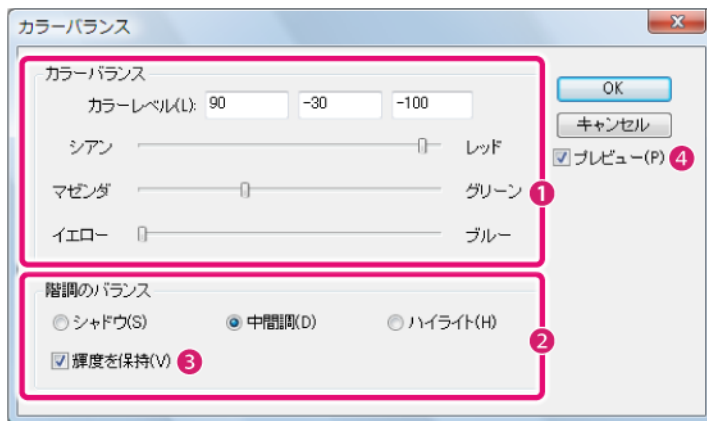 カラーバランス
カラーバランス
カラーレベル(L): 90 -30 -100
シアン レッド
マゼンダ グリーン
イエロー ブルー
1
OK
キャンセル
プレビュー(P) 4
階調のバランス
シャドウ(S) 中間調(D) ハイライト(H)
2
輝度を保持(V) 3